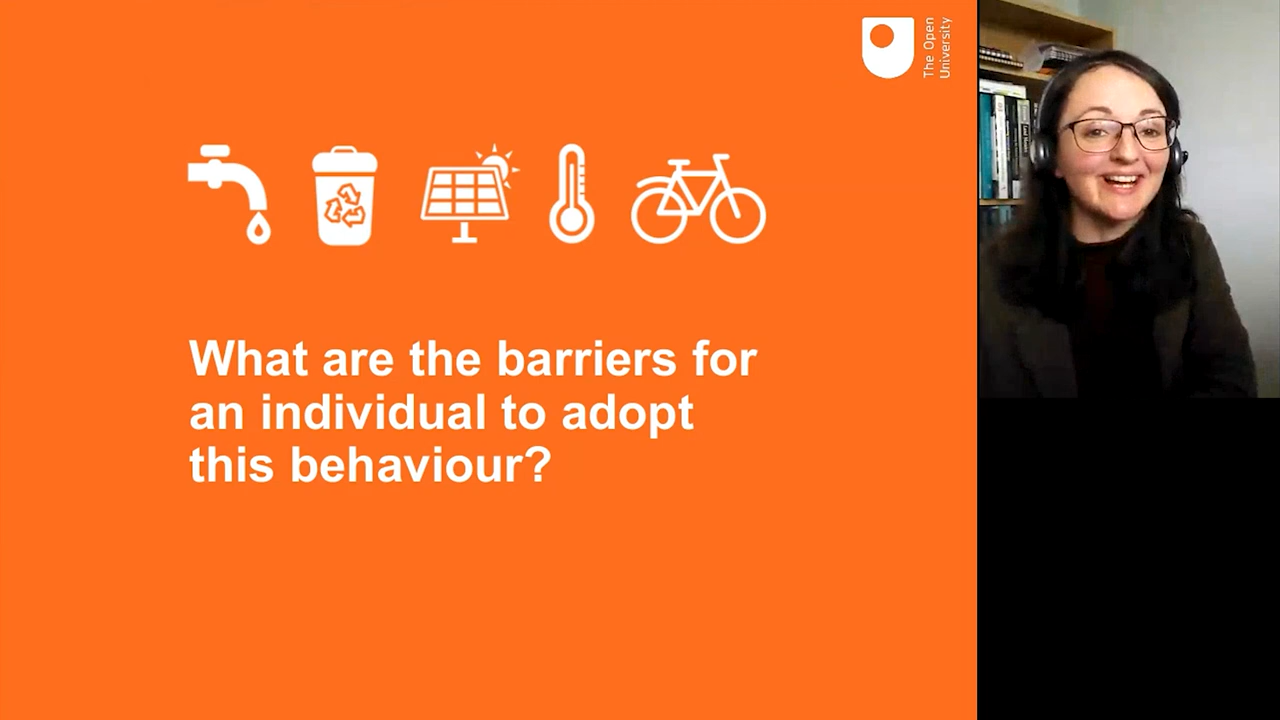 The Open
University
What are the barriers for
an individual to adopt
this behaviour?